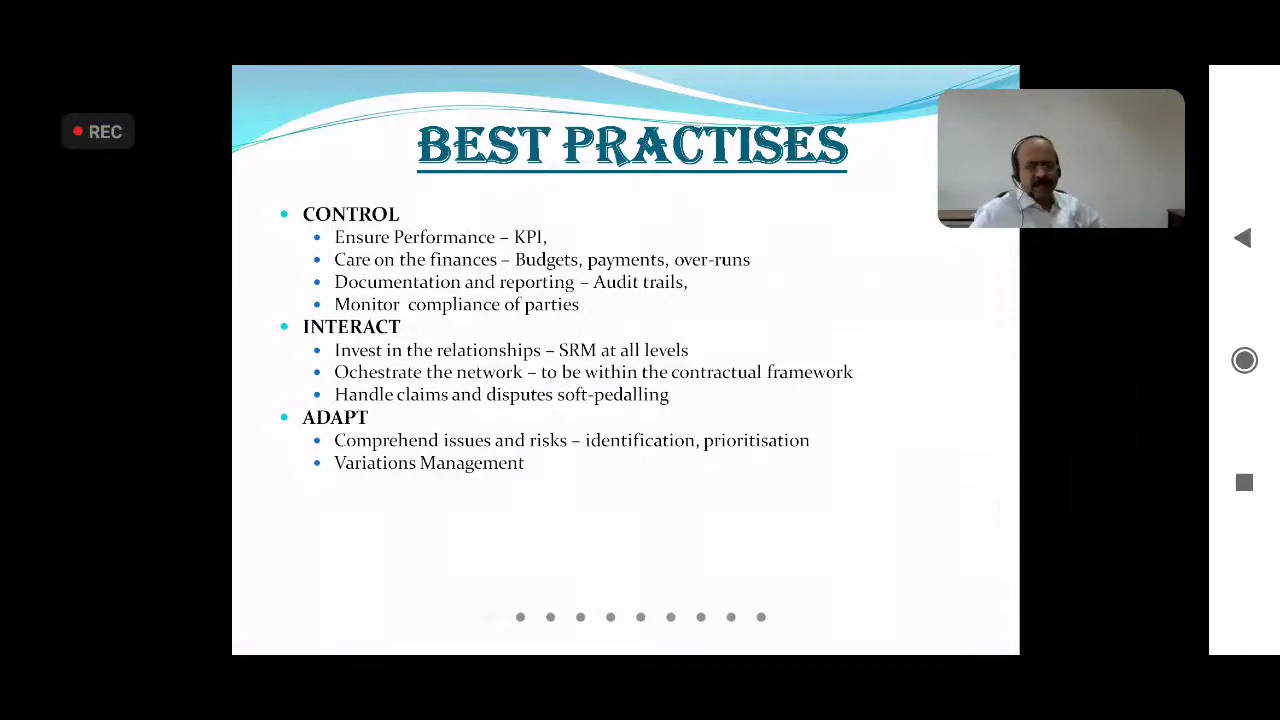 REC
BEST PRACTISES
CONTROL
Ensure Performance – KPI,
Care on the finances – Budgets, payments, over-runs
Documentation and reporting – Audit trails,
Monitor compliance of parties
INTERACT
Invest in the relationships – SRM at all levels
Ochestrate the network – to be within the contractual framework
Handle claims and disputes soft-pedalling
ADAPT
Comprehend issues and risks – identification, prioritisation
Variations Management